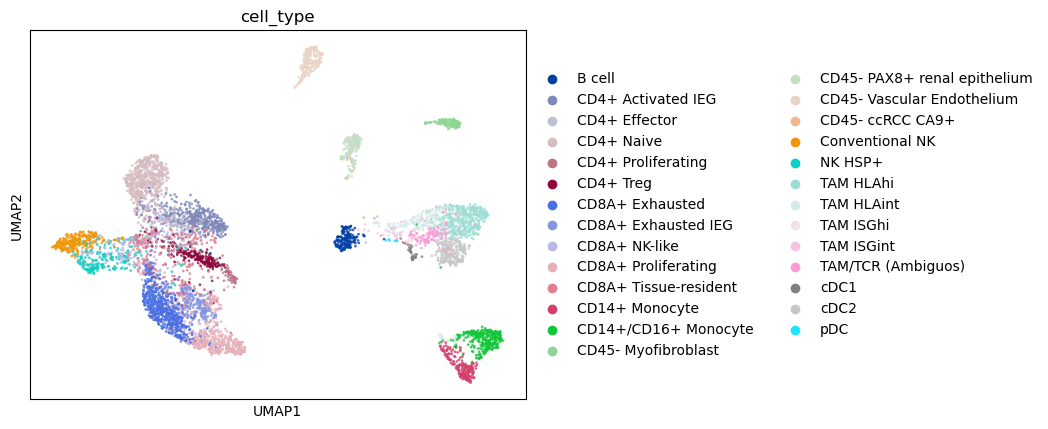 cell_type
UMAP2
UMAP1
B cell
CD4+ Activated IEG
CD4+ Effector
CD4+ Naive
CD4+ Proliferating
CD4+ Treg
CD8A+ Exhausted
CD8A+ Exhausted IEG
CD8A+ NK-like
CD8A+ Proliferating
CD8A+ Tissue-resident
CD14+ Monocyte
CD14+/CD16+ Monocyte
CD45- Myofibroblast
CD45- PAX8+ renal epithelium
CD45- Vascular Endothelium
CD45- ccRCC CA9+
Conventional NK
NK HSP+
TAM HLAhi
TAM HLAint
TAM ISGhi
TAM ISGint
TAM/TCR (Ambiguos)
cDC1
cDC2
pDC